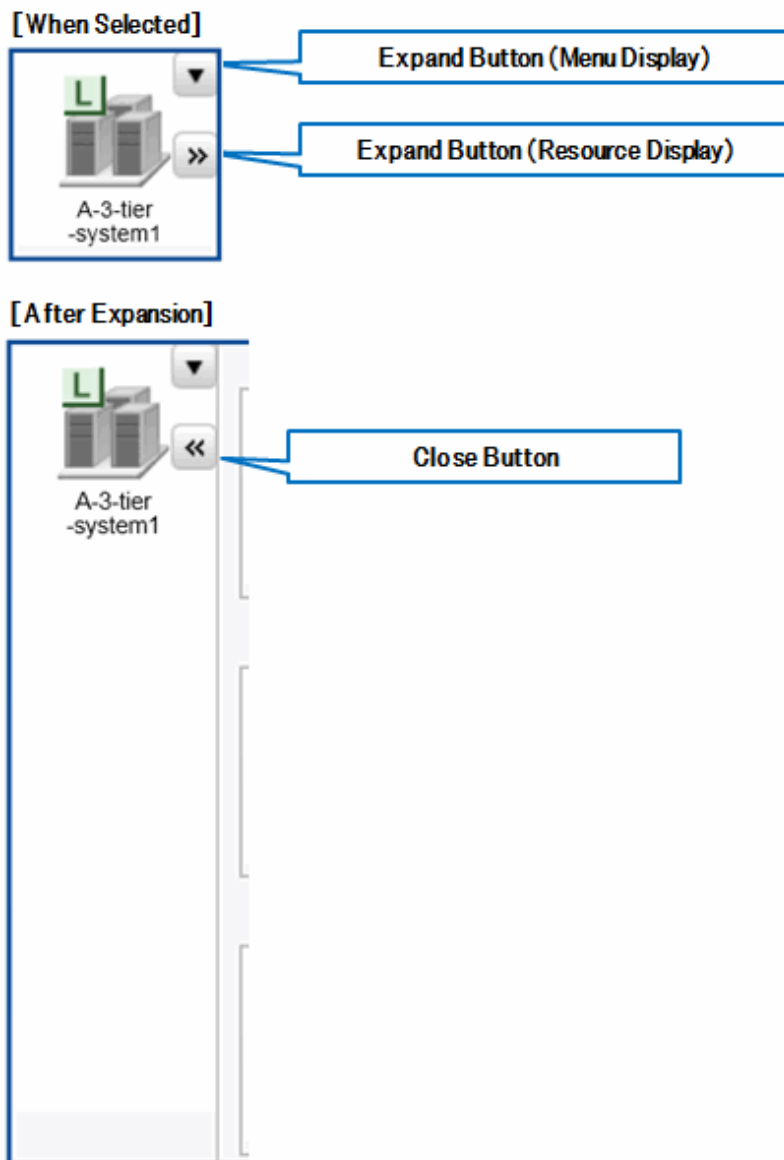 [When Selected]
Expand Button (Menu Display)
L
Expand Button (Resource Display)
A-3-tier
-system1
[After Expansion]
L
Close Button
A-3-tier
-system1